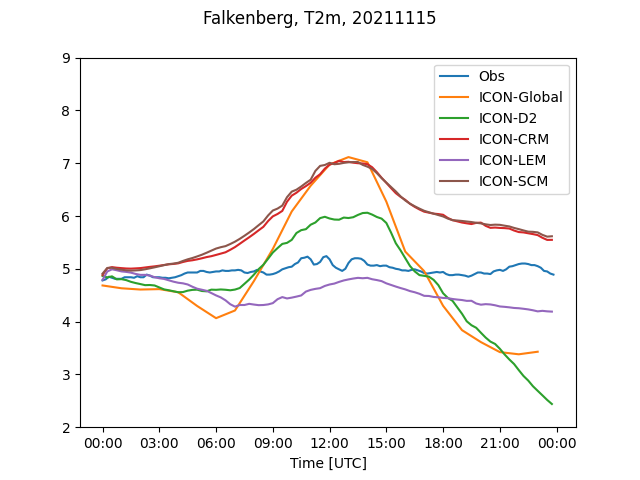 Falkenberg, T2m, 20211115
9
8
7
6
5
4
3
2
Obs
ICON-Global
ICON-D2
ICON-CRM
ICON-LEM
ICON-SCM
00:00 03:00 06:00 09:00 12:00 15:00 18:00 21:00 00:00
Time [UTC]